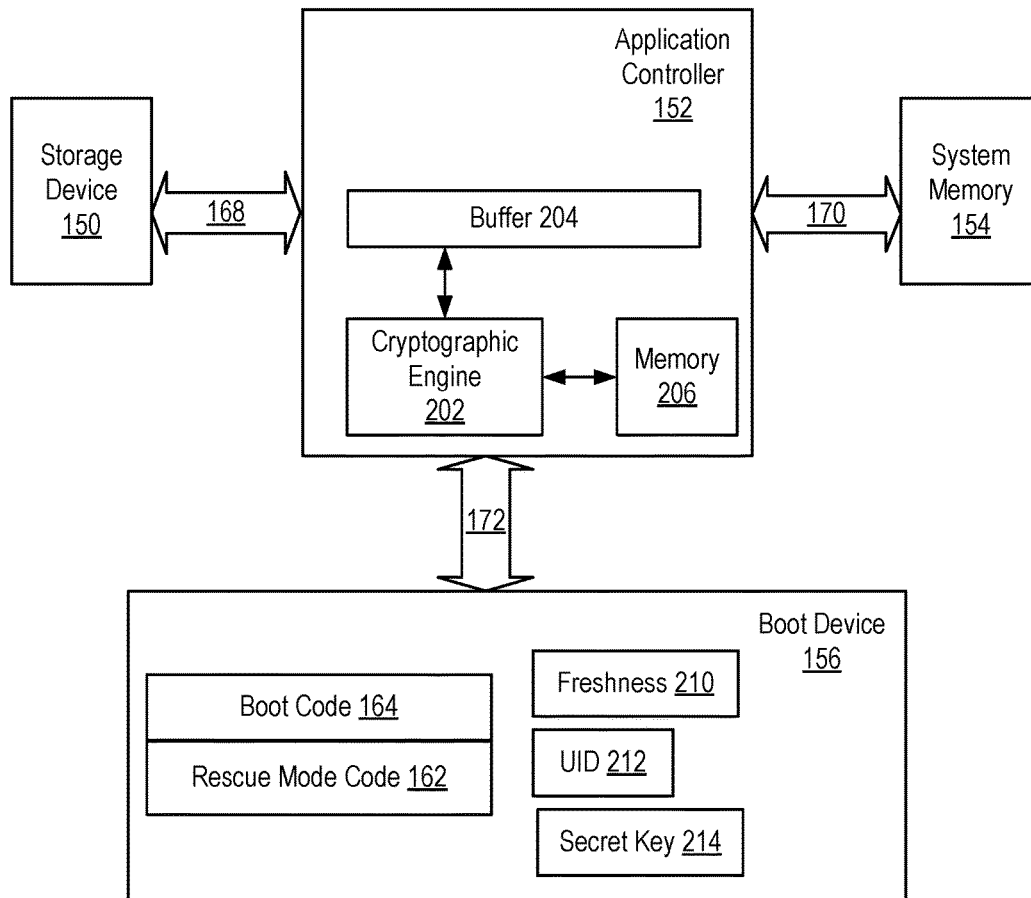 Application
Controller
152
Storage
Device
150
168
Buffer 204
170
System
Memory
154
Cryptographic
Engine
202
Memory
206
172
Boot Device
156
Boot Code 164
Rescue Mode Code 162
Freshness 210
UID 212
Secret Key 214